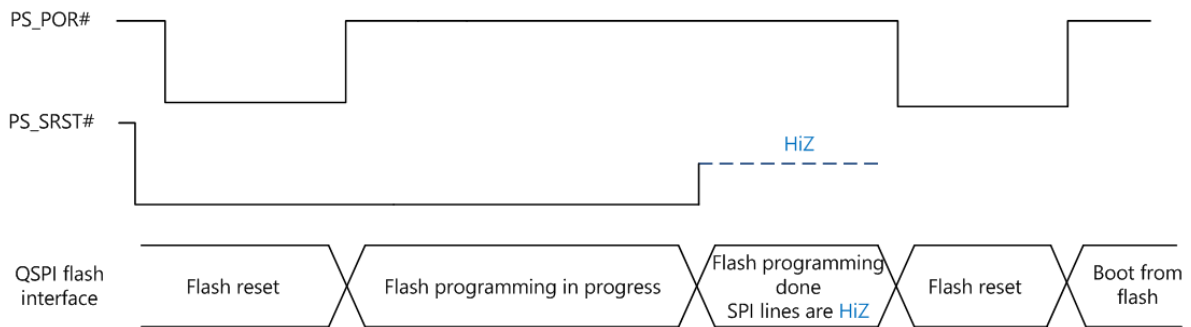 PS_POR#
PS_SRST#
HiZ
QSPI flash
interface
Flash reset
Flash programming in progress
Flash programming
done
SPI lines are HiZ
Flash reset
Boot from
flash